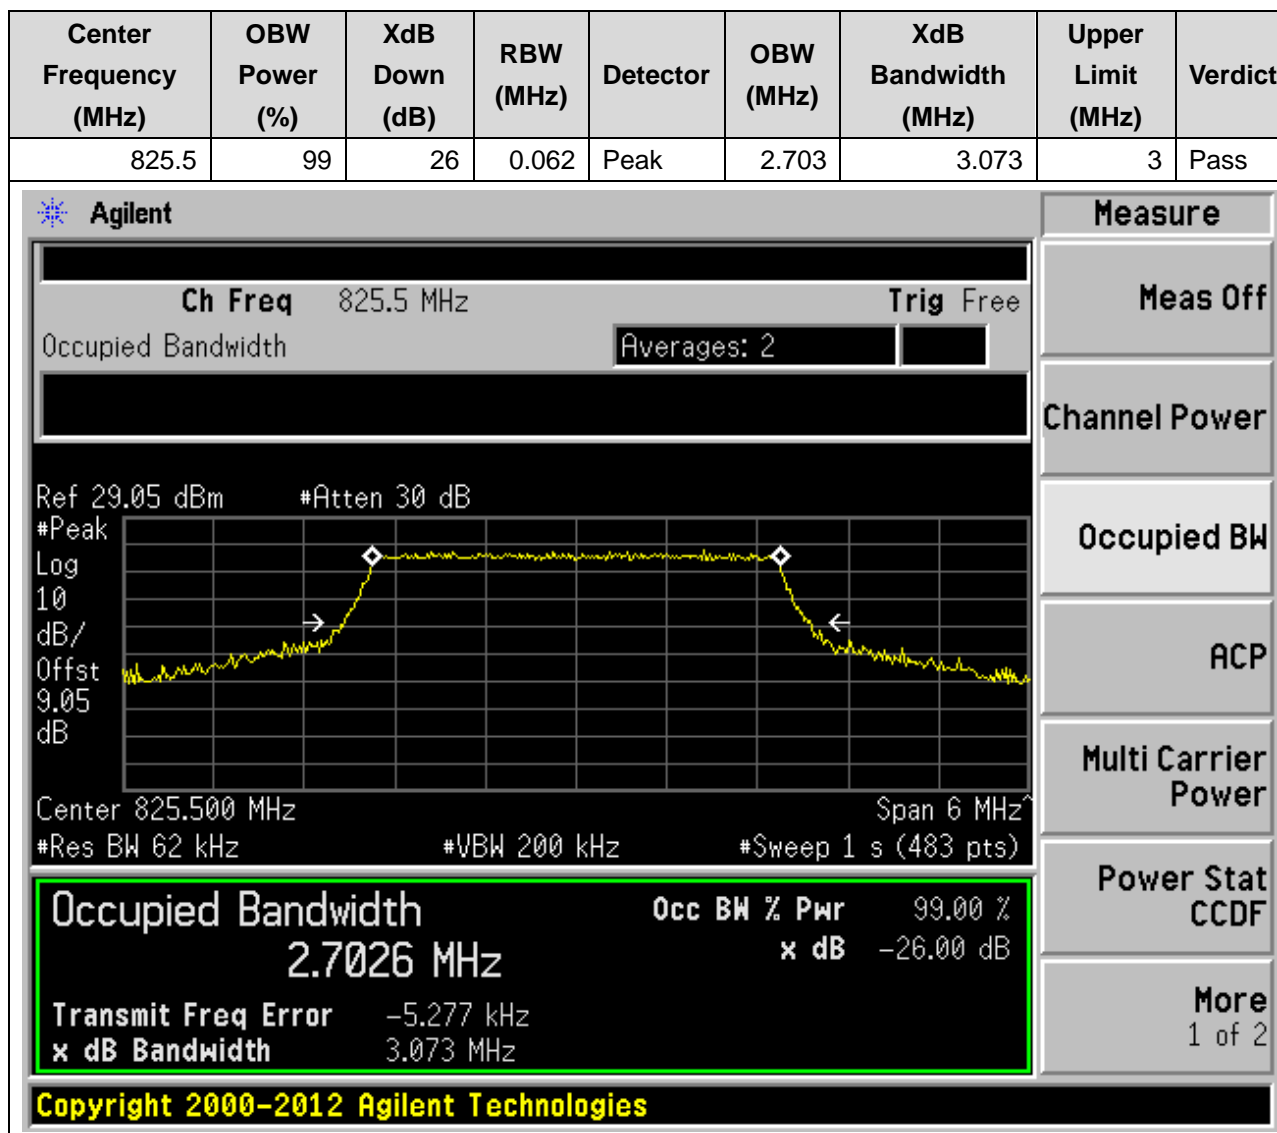 Center Frequency (MHz) OBW Power (%) XdB Down (dB) RBW (MHz) Detector OBW (MHz) XdB Bandwidth (MHz) Upper Limit (MHz) Verdict
825.5 99 26 0.062 Peak 2.703 3.073 3 Pass
Agilent
Ch Freq 825.5 MHz Trig Free
Occupied Bandwidth Averages: 2
Ref 29.05 dBm #Atten 30 dB
#Peak
Log
10
dB/
Offst
9.05
dB
Center 825.500 MHz Span 6 MHz^
#Res BW 62 kHz #VBW 200 kHz #Sweep 1 s (483 pts)
Occupied Bandwidth Occ BW % Pwr 99.00 %
2.7026 MHz x dB -26.00 dB
Transmit Freq Error -5.277 kHz
x dB Bandwidth 3.073 MHz
Copyright 2000-2012 Agilent Technologies
Measure
Meas Off
Channel Power
Occupied BW
ACP
Multi Carrier
Power
Power Stat
CCDF
More
1 of 2